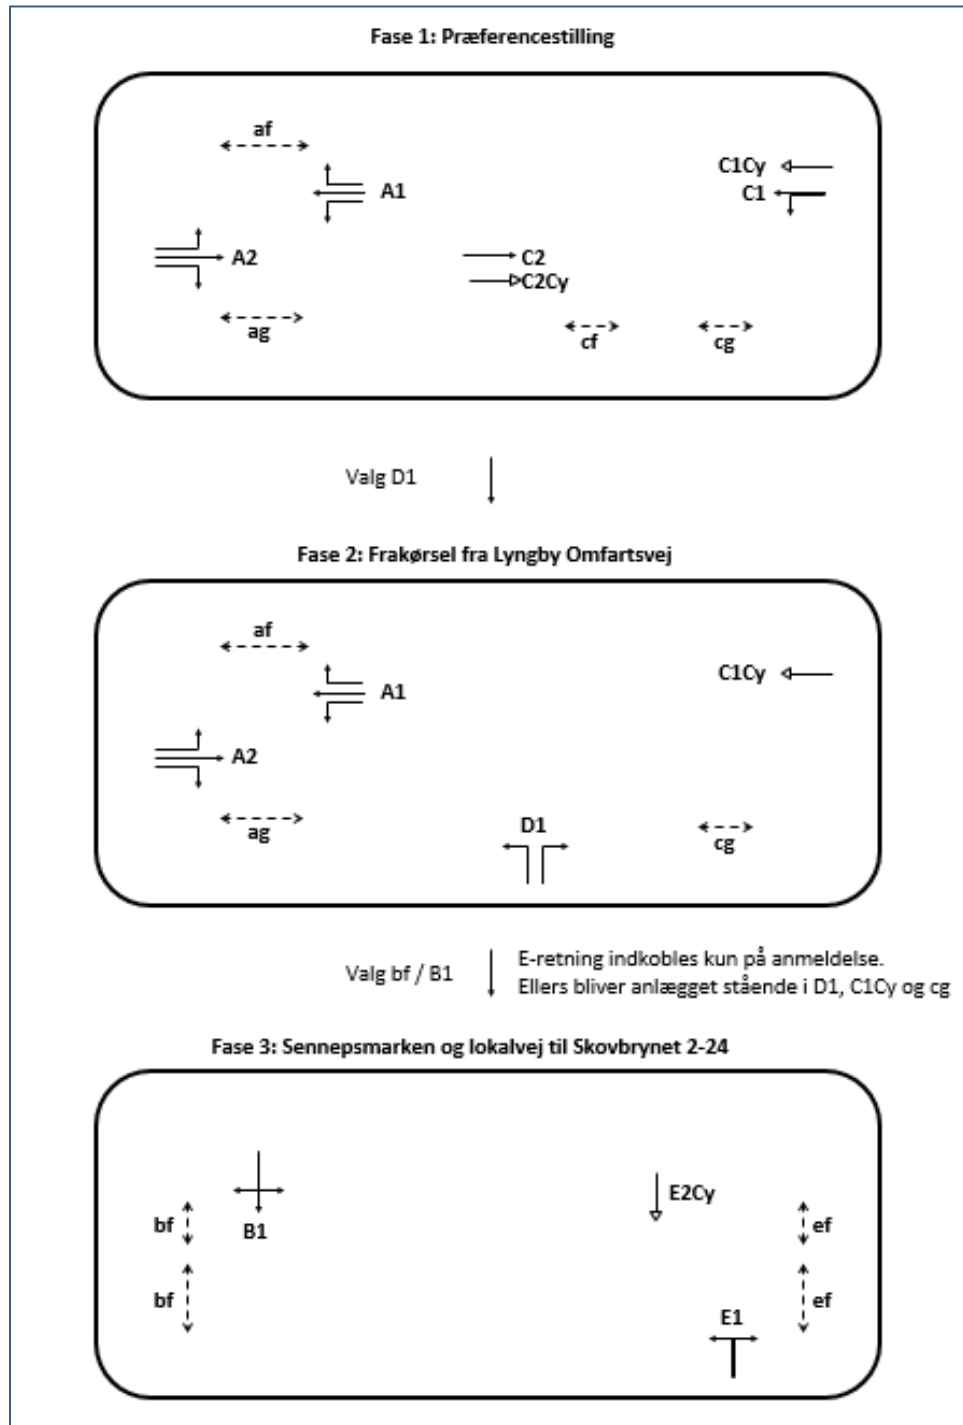 Fase 1: Præferencestilling
af
C1Cy
A1
C1
A2
C2
C2Cy
ag
cf
cg
Valg D1
Fase 2: Frakørsel fra Lyngby Omfartsvej
af
C1Cy
A1
A2
D1
ag
cg
Valg bf / B1
E-retning indkobles kun på anmeldelse.
Ellers bliver anlægget stående i D1, C1Cy og cg
Fase 3: Sennepsmarken og lokalvej til Skovbrynet 2-24
E2Cy
bf
B1
ef
bf
ef
E1